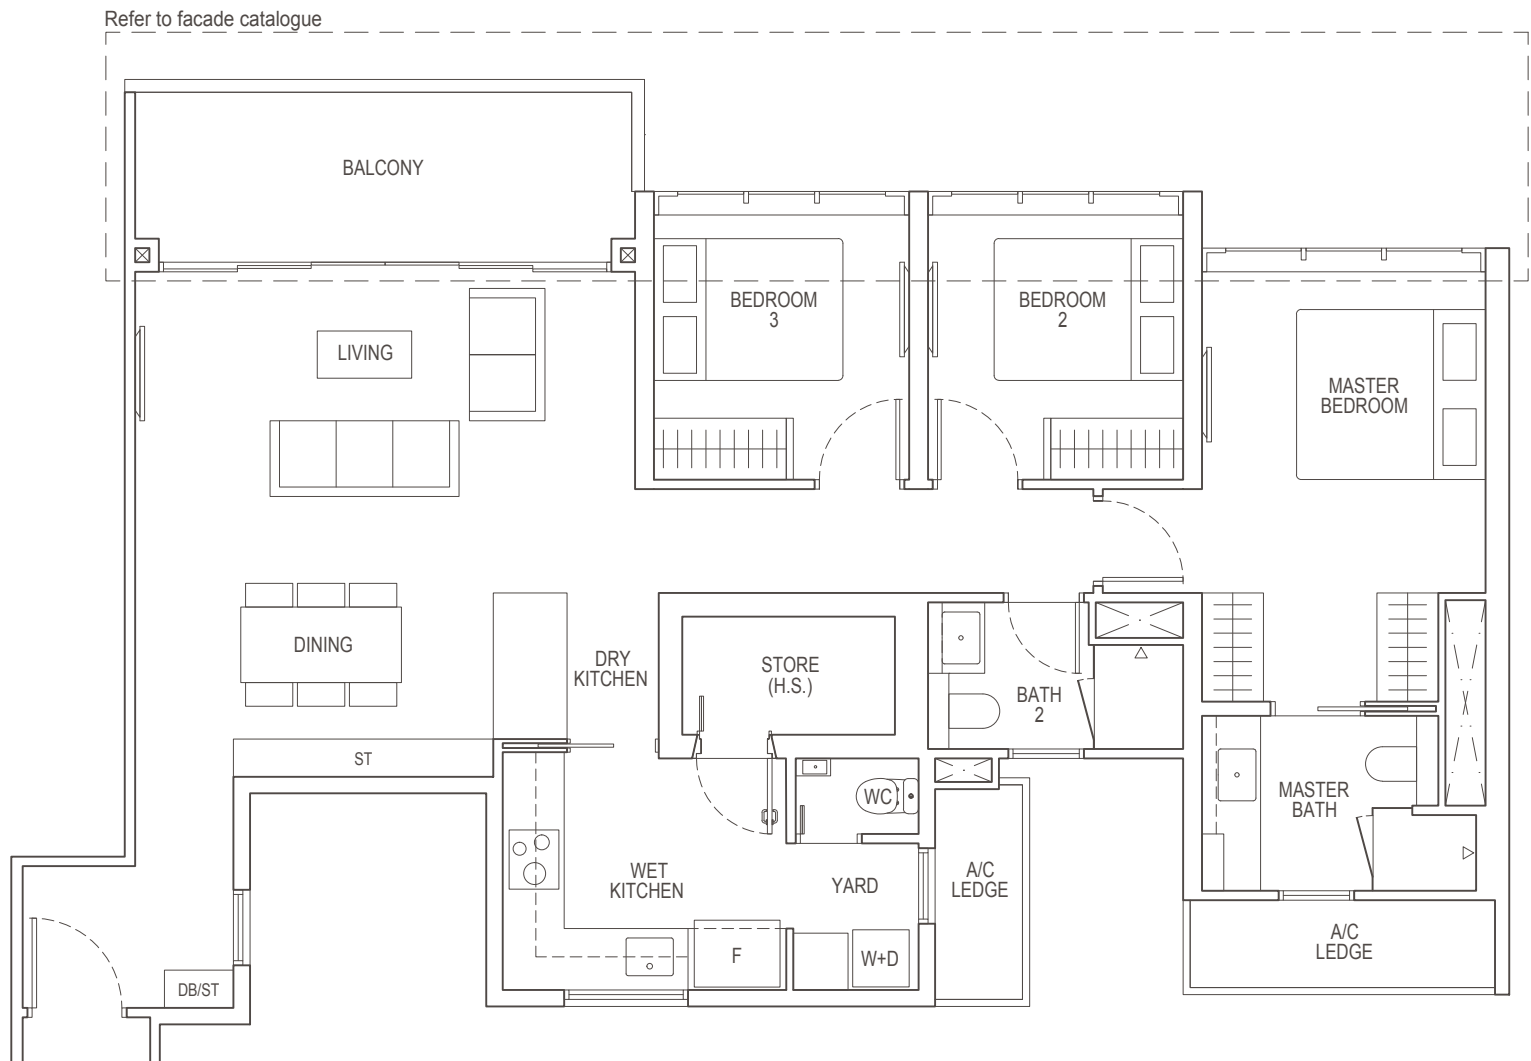 Refer to facade catalogue
BALCONY
BEDROOM
3
BEDROOM
2
LIVING
MASTER
BEDROOM
DINING
DRY
KITCHEN
STORE
(H.S.)
BATH
2
ST
WC
MASTER
BATH
WET
KITCHEN
YARD
A/C
LEDGE
A/C
LEDGE
F
W+D
DB/ST